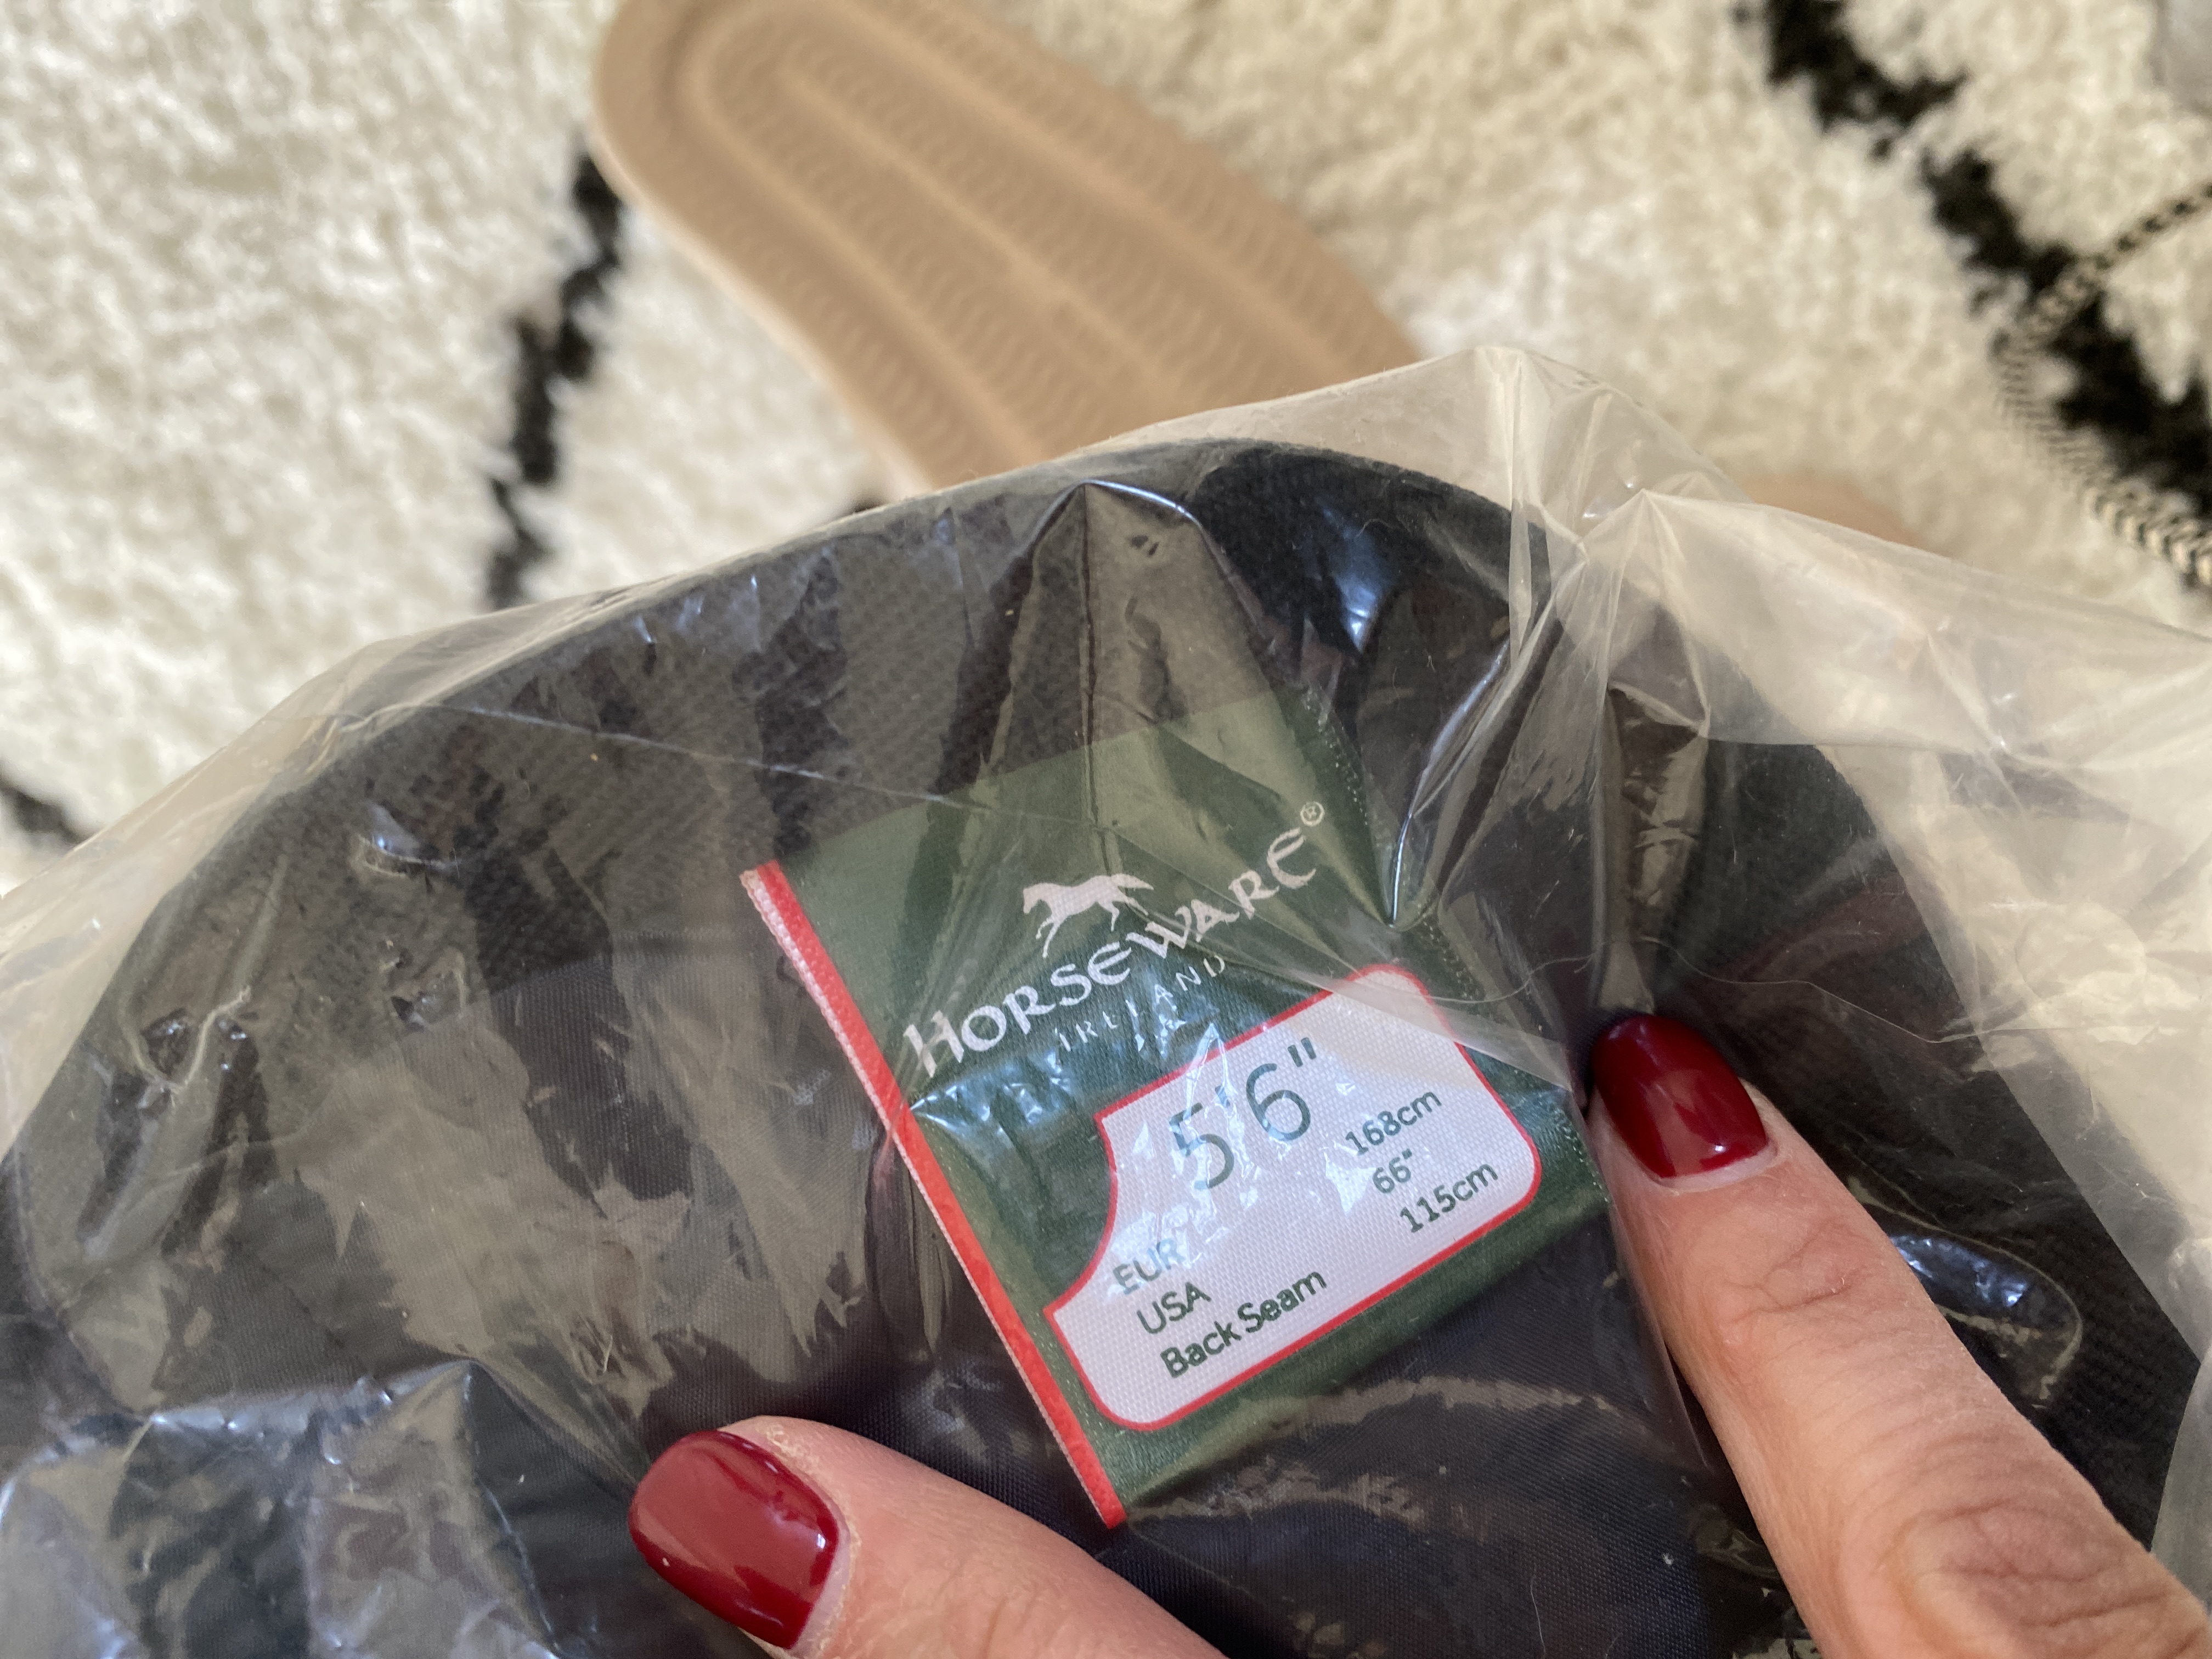 HORSEWARE®
IRELAND
5'6"
EUR 168cm
USA 66"
Back Seam 115cm